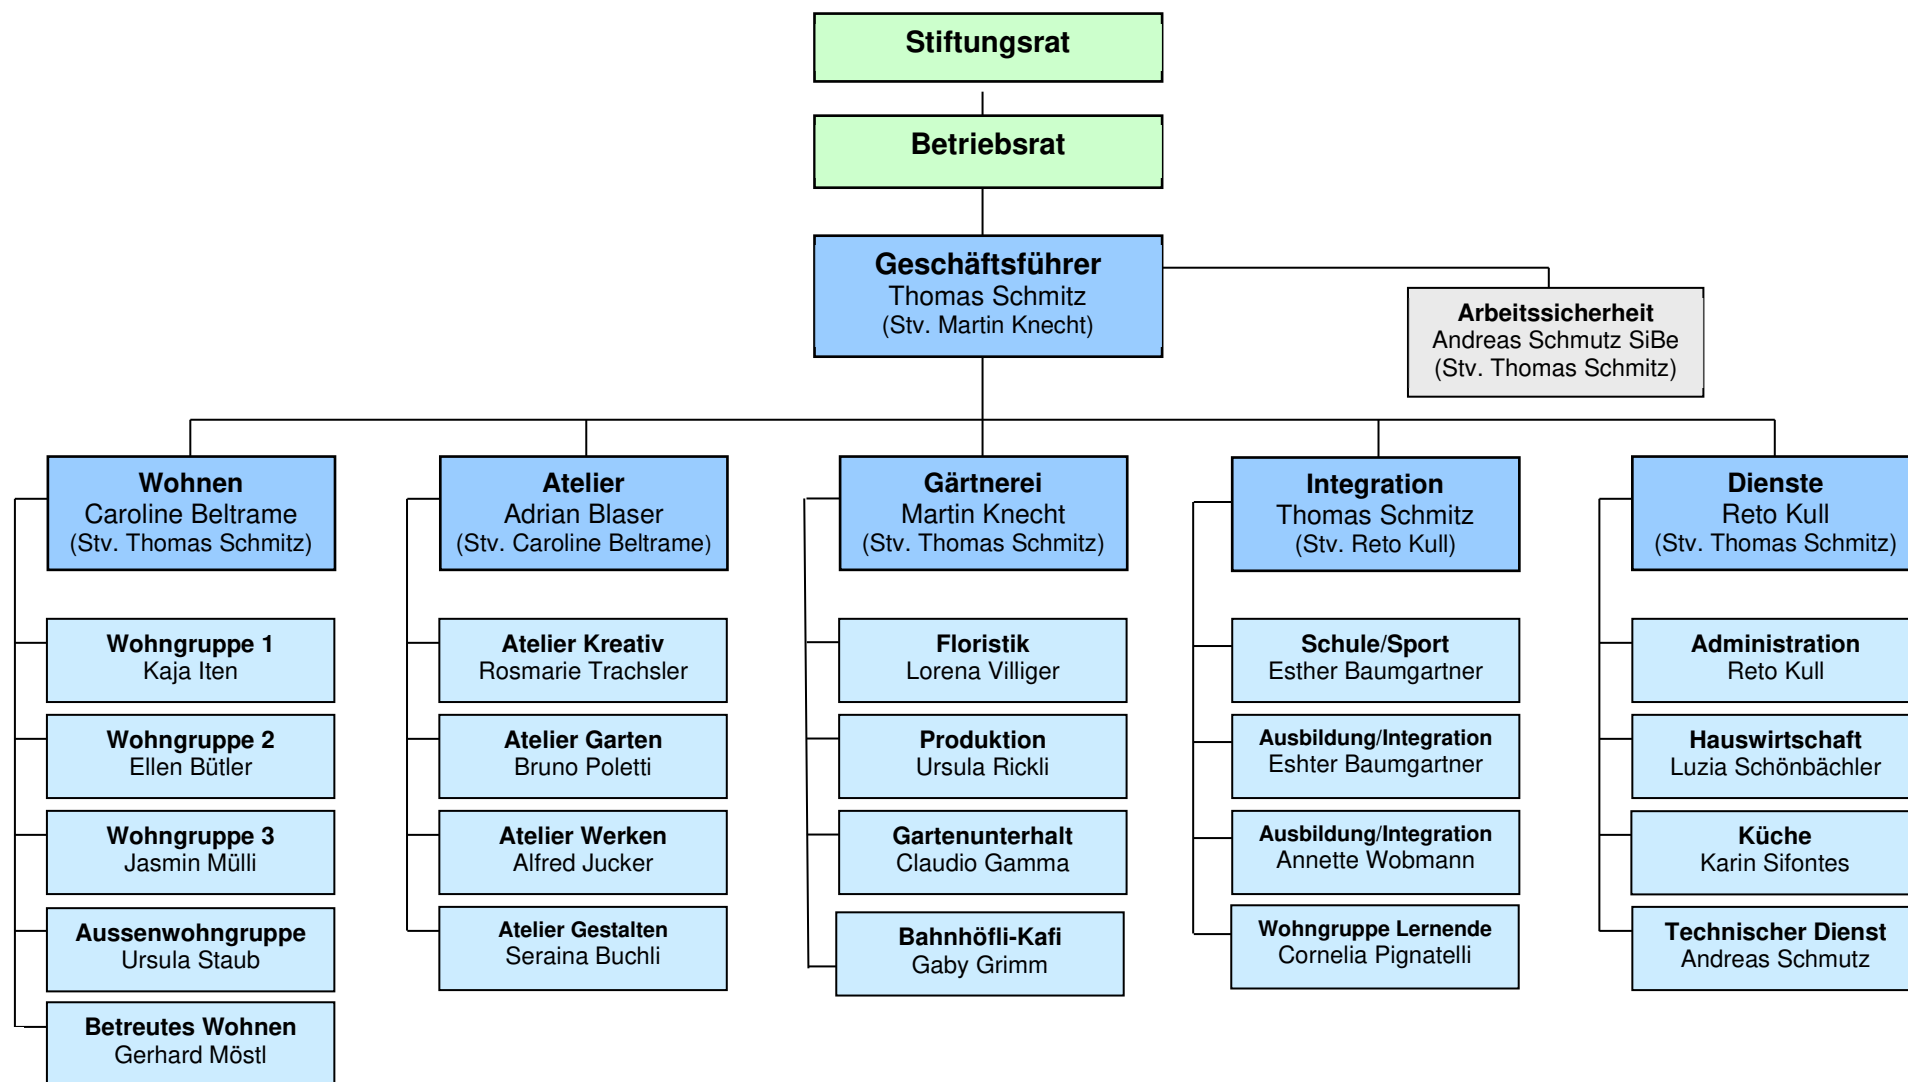 Stiftungsrat
Betriebsrat
Geschäftsführer
Thomas Schmitz
(Stv. Martin Knecht)
Arbeitssicherheit
Andreas Schmutz SiBe
(Stv. Thomas Schmitz)
Wohnen
Caroline Beltrame
(Stv. Thomas Schmitz)
Atelier
Adrian Blaser
(Stv. Caroline Beltrame)
Gärtnerei
Martin Knecht
(Stv. Thomas Schmitz)
Integration
Thomas Schmitz
(Stv. Reto Kull)
Dienste
Reto Kull
(Stv. Thomas Schmitz)
Wohngruppe 1
Kaja Iten
Atelier Kreativ
Rosmarie Trachsler
Floristik
Lorena Villiger
Schule/Sport
Esther Baumgartner
Administration
Reto Kull
Wohngruppe 2
Ellen Bütler
Atelier Garten
Bruno Poletti
Produktion
Ursula Rickli
Ausbildung/Integration
Eshter Baumgartner
Hauswirtschaft
Luzia Schönbächler
Wohngruppe 3
Jasmin Mülli
Atelier Werken
Alfred Jucker
Gartenunterhalt
Claudio Gamma
Ausbildung/Integration
Annette Wobmann
Küche
Karin Sifontes
Aussenwohngruppe
Ursula Staub
Atelier Gestalten
Seraina Buchli
Bahnhöfli-Kafi
Gaby Grimm
Wohngruppe Lernende
Cornelia Pignatelli
Technischer Dienst
Andreas Schmutz
Betreutes Wohnen
Gerhard Möstl